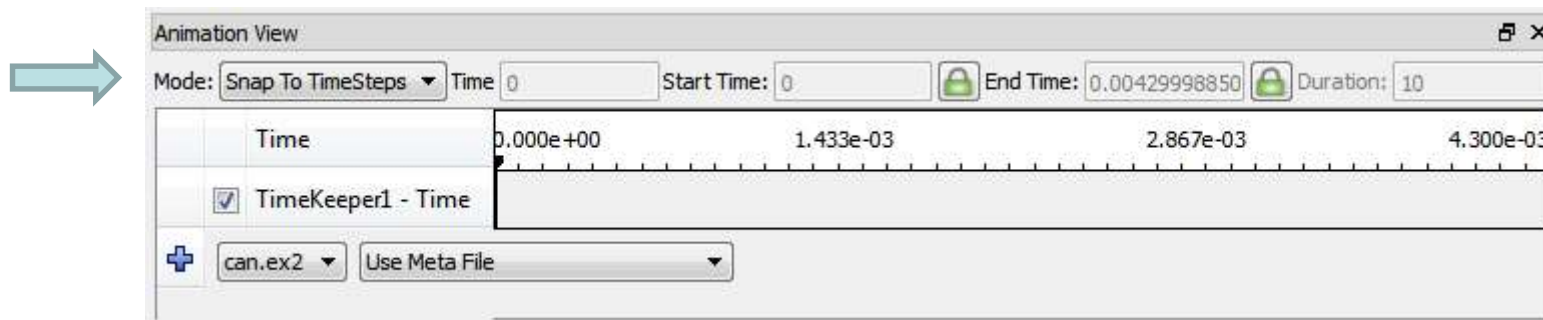 Animation View
Mode: Snap To TimeSteps Time 0 Start Time: 0 End Time: 0.00429998850 Duration: 10
Time 0.000e+00 1.433e-03 2.867e-03 4.300e-03
TimeKeeper1 - Time
can.ex2 Use Meta File